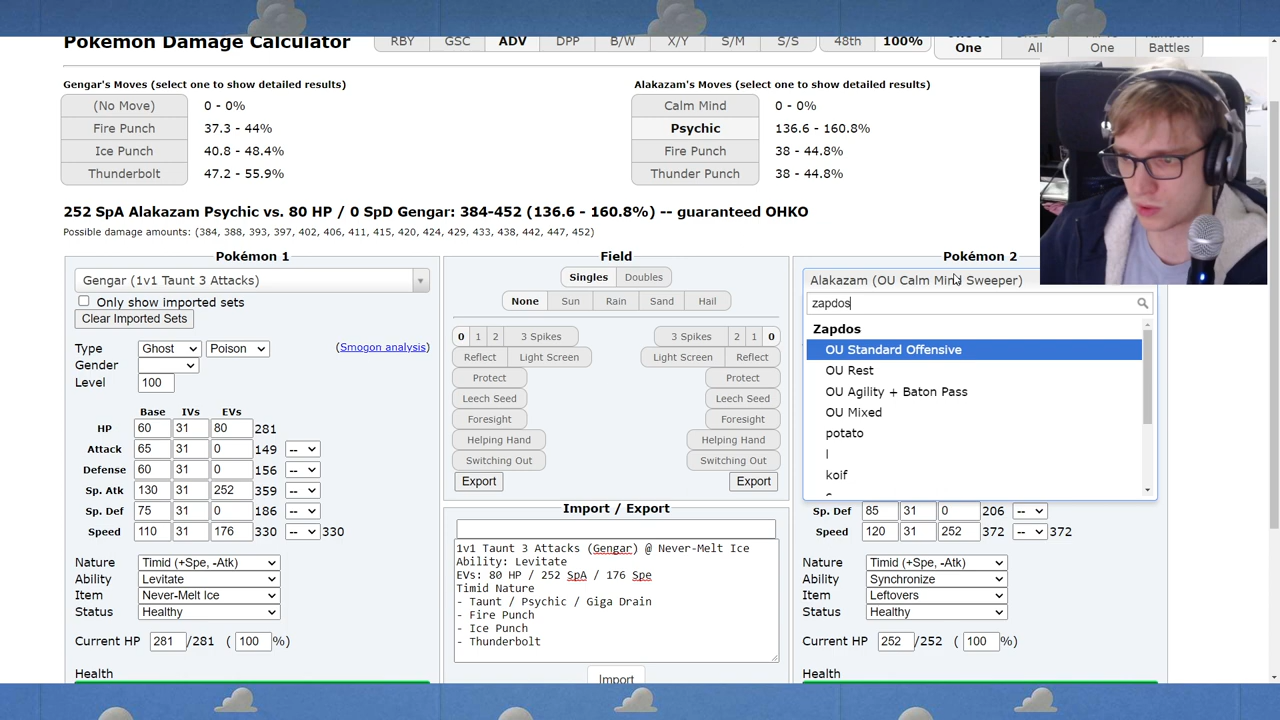 Pokemon Damage Calculator
RBY GSC ADV DPP B/W X/Y S/M S/S 48th 100% One All One Battles
Gengar's Moves (select one to show detailed results)
(No Move) 0 - 0%
Fire Punch 37.3 - 44%
Ice Punch 40.8 - 48.4%
Thunderbolt 47.2 - 55.9%
Alakazam's Moves (select one to show detailed results)
Calm Mind 0 - 0%
Psychic 136.6 - 160.8%
Fire Punch 38 - 44.8%
Thunder Punch 38 - 44.8%
252 SpA Alakazam Psychic vs. 80 HP / 0 SpD Gengar: 384-452 (136.6 - 160.8%) -- guaranteed OHKO
Possible damage amounts: (384, 388, 393, 397, 402, 406, 411, 415, 420, 424, 429, 433, 438, 442, 447, 452)
Pokémon 1
Gengar (1v1 Taunt 3 Attacks)
Only show imported sets
Clear Imported Sets
Type Ghost Poison (Smogon analysis)
Gender
Level 100
Base IVs EVs
HP 60 31 80 281
Attack 65 31 0 149 --
Defense 60 31 0 156 --
Sp. Atk 130 31 252 359 --
Sp. Def 75 31 0 186 --
Speed 110 31 176 330 -- 330
Nature Timid (+Spe, -Atk)
Ability Levitate
Item Never-Melt Ice
Status Healthy
Current HP 281 /281 ( 100 %)
Health
Field
Singles Doubles
None Sun Rain Sand Hail
0 1 2 3 Spikes 3 Spikes 2 1 0
Reflect Light Screen Light Screen Reflect
Protect Protect
Leech Seed Leech Seed
Foresight Foresight
Helping Hand Helping Hand
Switching Out Switching Out
Export Export
Import / Export
1v1 Taunt 3 Attacks (Gengar) @ Never-Melt Ice
Ability: Levitate
EVs: 80 HP / 252 SpA / 176 Spe
Timid Nature
- Taunt / Psychic / Giga Drain
- Fire Punch
- Ice Punch
- Thunderbolt
Import
Pokémon 2
Alakazam (OU Calm Mind Sweeper)
zapdos
Zapdos
OU Standard Offensive
OU Rest
OU Agility + Baton Pass
OU Mixed
potato
l
koif
Sp. Def 85 31 0 206 --
Speed 120 31 252 372 -- 372
Nature Timid (+Spe, -Atk)
Ability Synchronize
Item Leftovers
Status Healthy
Current HP 252 /252 ( 100 %)
Health